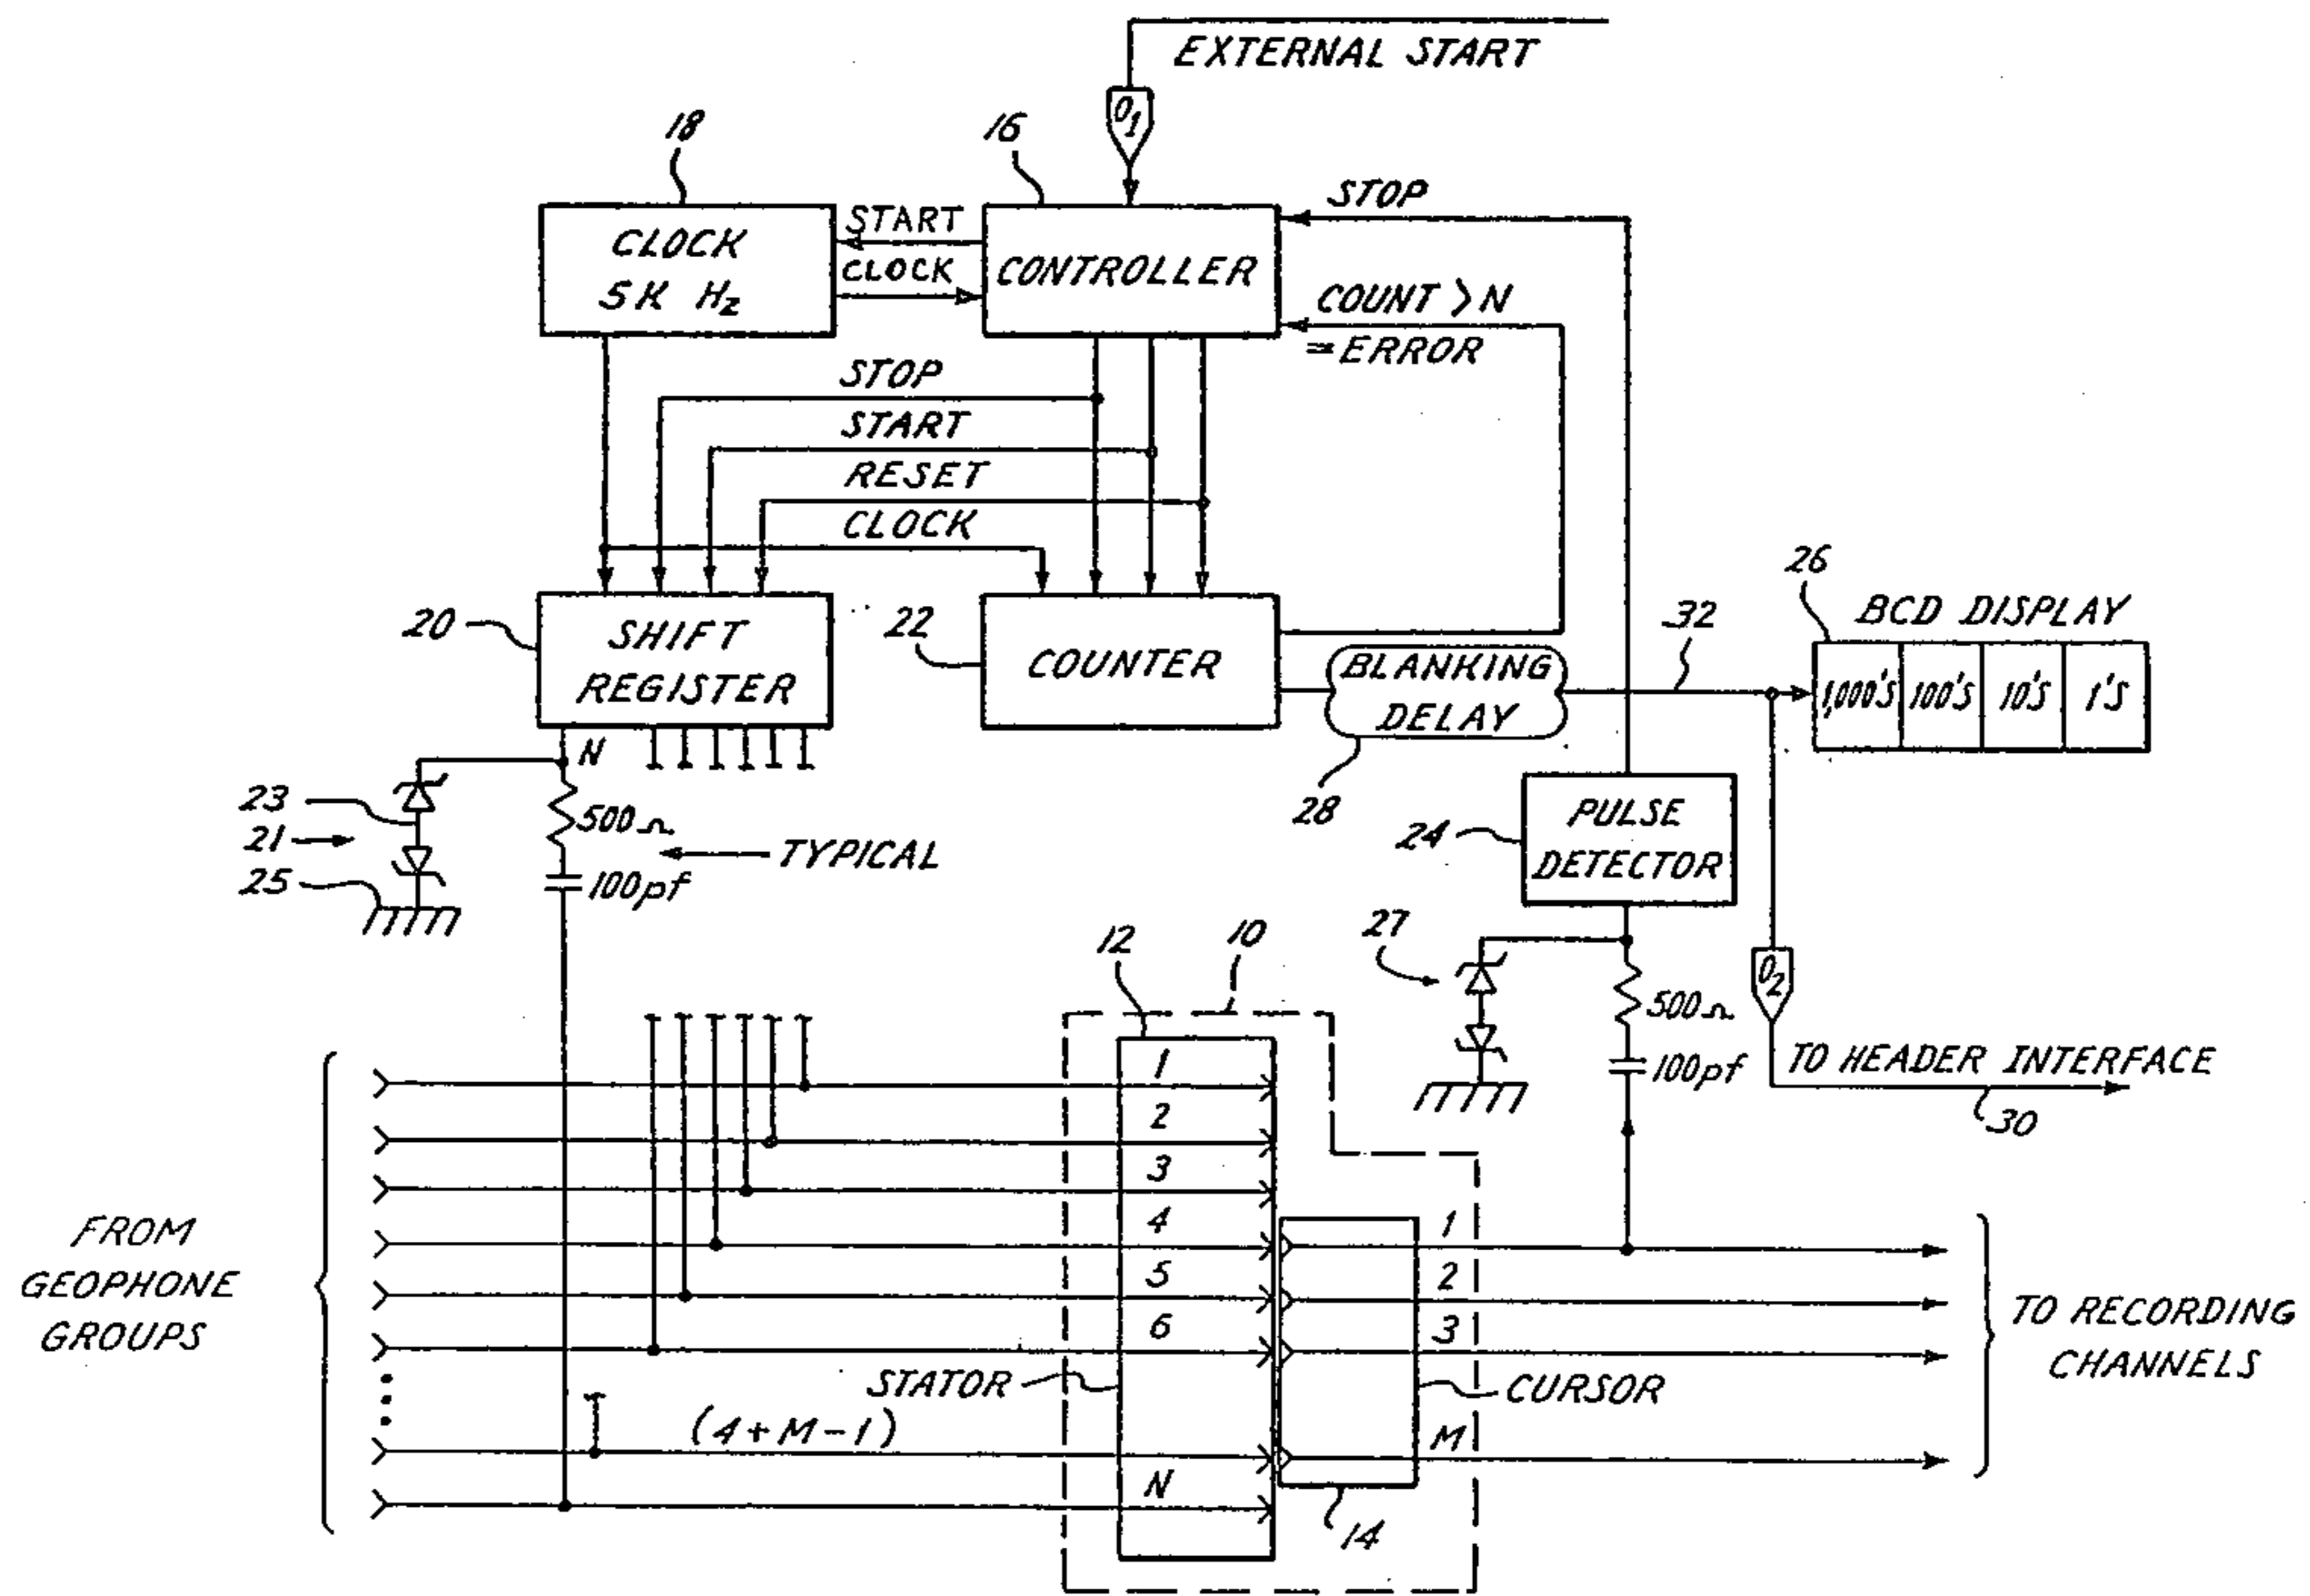 EXTERNAL START
0₁
18
16
STOP
START
CLOCK
5K Hz
CLOCK
CONTROLLER
COUNT > N
= ERROR
STOP
START
RESET
CLOCK
26
BCD DISPLAY
20
SHIFT
REGISTER
22
COUNTER
BLANKING
DELAY
28
32
1,000'S
100'S
10'S
1'S
N
23
21
25
500Ω
100pf
TYPICAL
24
PULSE
DETECTOR
27
500Ω
100pf
0₂
TO HEADER INTERFACE
30
12
10
1
2
3
4
5
6
N
FROM
GEOPHONE
GROUPS
(4+M-1)
STATOR
1
2
3
M
CURSOR
14
TO RECORDING
CHANNELS